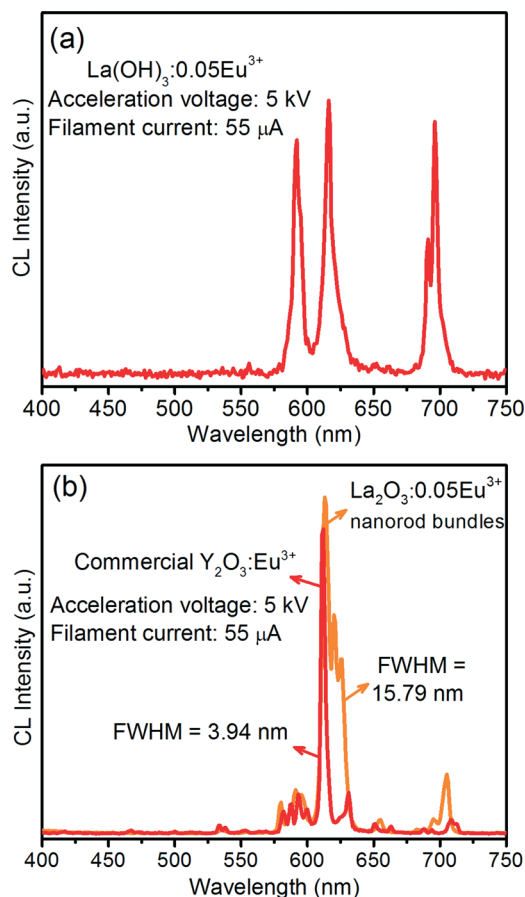 (a)
La(OH)₃:0.05Eu³⁺
Acceleration voltage: 5 kV
Filament current: 55 μA
CL Intensity (a.u.)
400 450 500 550 600 650 700 750
Wavelength (nm)
(b)
La₂O₃:0.05Eu³⁺
nanorod bundles
Commercial Y₂O₃:Eu³⁺
Acceleration voltage: 5 kV
Filament current: 55 μA
FWHM =
15.79 nm
FWHM = 3.94 nm
CL Intensity (a.u.)
400 450 500 550 600 650 700 750
Wavelength (nm)